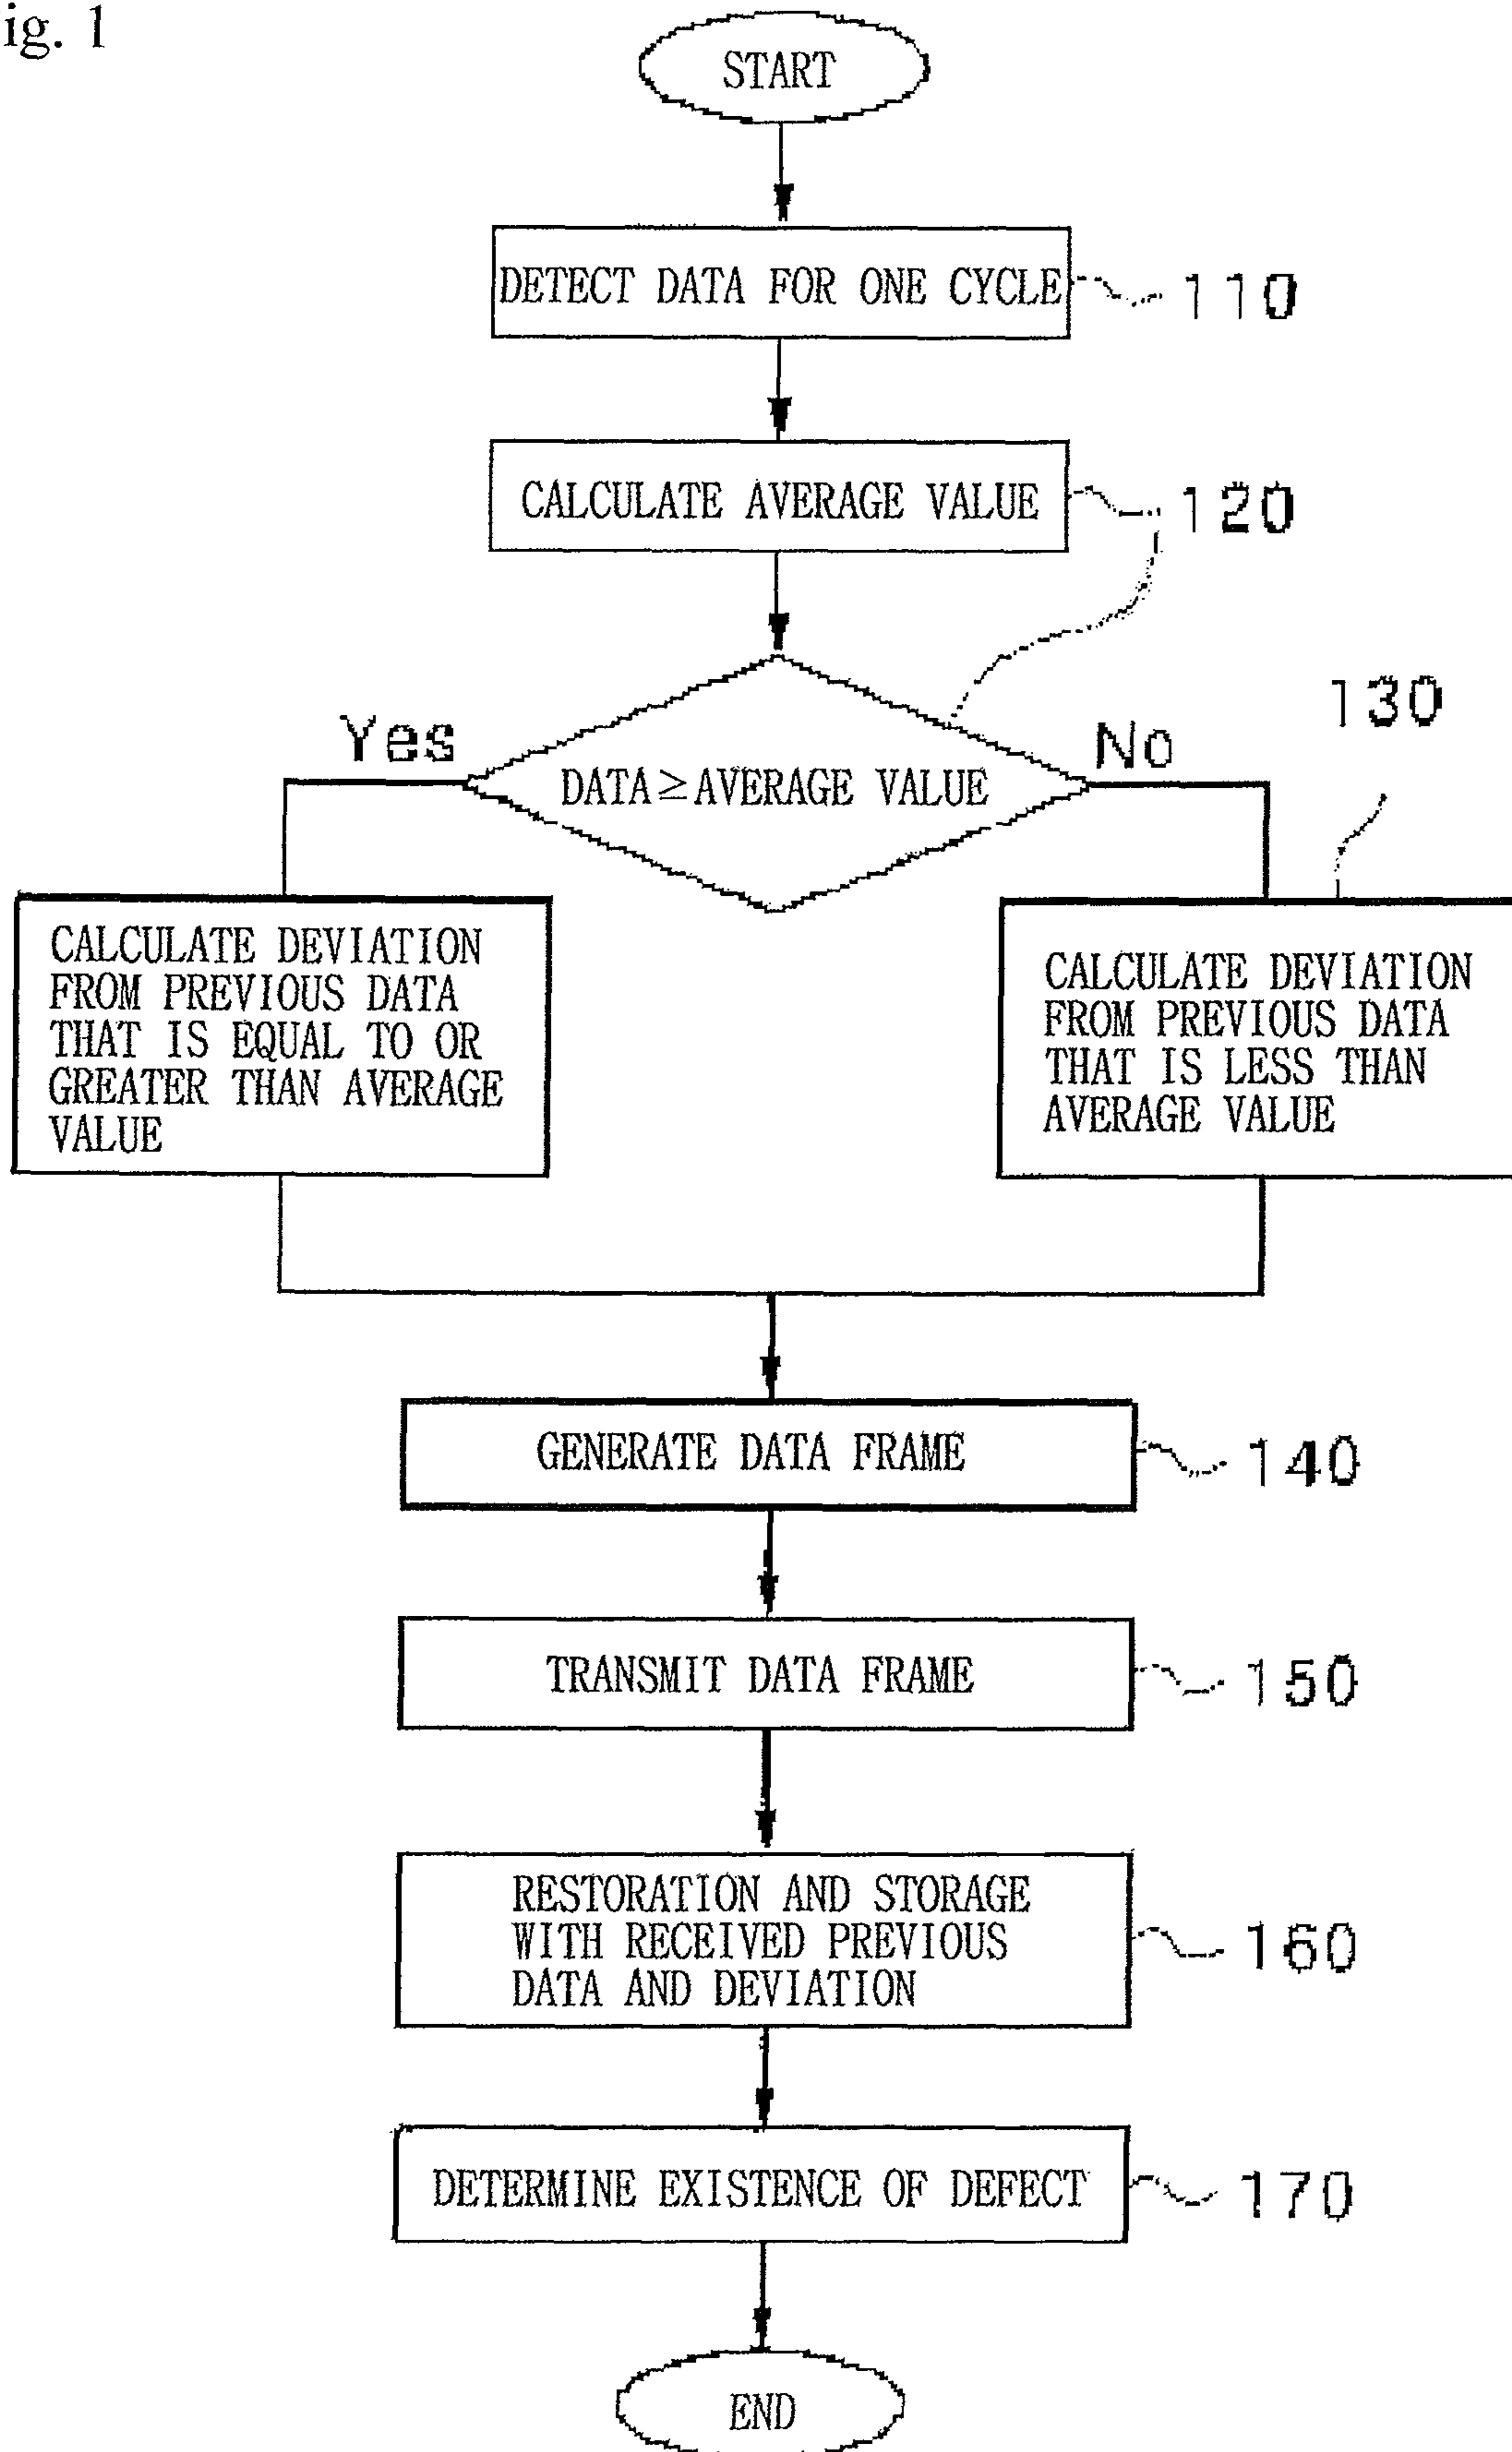 ig. 1
START
DETECT DATA FOR ONE CYCLE
110
CALCULATE AVERAGE VALUE
120
130
Yes
No
DATA≥AVERAGE VALUE
CALCULATE DEVIATION
FROM PREVIOUS DATA
THAT IS EQUAL TO OR
GREATER THAN AVERAGE
VALUE
CALCULATE DEVIATION
FROM PREVIOUS DATA
THAT IS LESS THAN
AVERAGE VALUE
GENERATE DATA FRAME
140
TRANSMIT DATA FRAME
150
RESTORATION AND STORAGE
WITH RECEIVED PREVIOUS
DATA AND DEVIATION
160
DETERMINE EXISTENCE OF DEFECT
170
END